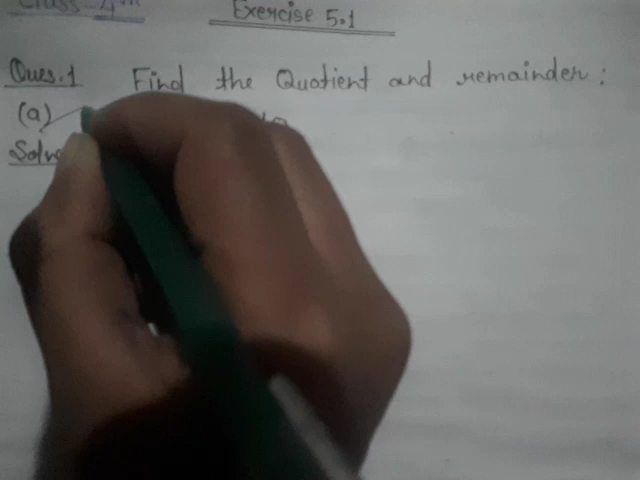 Class - 4th Exercise 5.1
Ques.1 Find the Quotient and remainder:
(a)